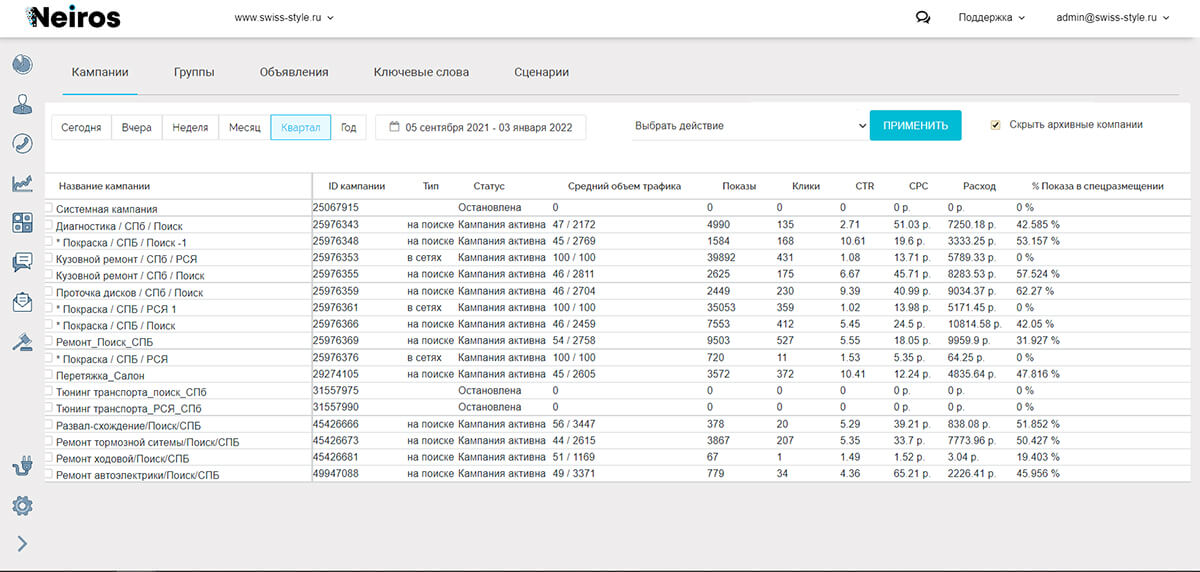 Neiros www.swiss-style.ru Поддержка admin@swiss-style.ru
Кампании Группы Объявления Ключевые слова Сценарии
Сегодня Вчера Неделя Месяц Квартал Год 05 сентября 2021 - 03 января 2022 Выбрать действие ПРИМЕНИТЬ Скрыть архивные компании
Название кампании ID кампании Тип Статус Средний объем трафика Показы Клики CTR CPC Расход % Показа в спецразмещении
Системная кампания 25067915 Остановлена 0 0 0 0 0 р. 0 р. 0 %
Диагностика / СПб / Поиск 25976343 на поиске Кампания активна 47 / 2172 4990 135 2.71 51.03 р. 7250.18 р. 42.585 %
* Покраска / СПБ / Поиск -1 25976348 на поиске Кампания активна 45 / 2769 1584 168 10.61 19.6 р. 3333.25 р. 53.157 %
Кузовной ремонт / СПб / РСЯ 25976353 в сетях Кампания активна 100 / 100 39892 431 1.08 13.71 р. 5789.33 р. 0 %
Кузовной ремонт / СПб / Поиск 25976355 на поиске Кампания активна 46 / 2811 2625 175 6.67 45.71 р. 8283.53 р. 57.524 %
Проточка дисков / СПб / Поиск 25976359 на поиске Кампания активна 46 / 2704 2449 230 9.39 40.99 р. 9034.37 р. 62.27 %
* Покраска / СПБ / РСЯ 1 25976361 в сетях Кампания активна 100 / 100 35053 359 1.02 13.98 р. 5171.45 р. 0 %
* Покраска / СПБ / Поиск 25976366 на поиске Кампания активна 46 / 2459 7553 412 5.45 24.5 р. 10814.58 р. 42.05 %
Ремонт_Поиск_СПБ 25976369 на поиске Кампания активна 54 / 2758 9503 527 5.55 18.05 р. 9959.9 р. 31.927 %
* Покраска / СПБ / РСЯ 25976376 в сетях Кампания активна 100 / 100 720 11 1.53 5.35 р. 64.25 р. 0 %
Перетяжка_Салон 29274105 на поиске Кампания активна 45 / 2605 3572 372 10.41 12.24 р. 4835.64 р. 47.816 %
Тюнинг транспорта_поиск_СПб 31557975 Остановлена 0 0 0 0 0 р. 0 р. 0 %
Тюнинг транспорта_РСЯ_СПб 31557990 Остановлена 0 0 0 0 0 р. 0 р. 0 %
Развал-схождение/Поиск/СПБ 45426666 на поиске Кампания активна 56 / 3447 378 20 5.29 39.21 р. 838.08 р. 51.852 %
Ремонт тормозной ситемы/Поиск/СПБ 45426673 на поиске Кампания активна 44 / 2615 3867 207 5.35 33.7 р. 7773.96 р. 50.427 %
Ремонт ходовой/Поиск/СПБ 45426681 на поиске Кампания активна 51 / 1169 67 1 1.49 1.52 р. 3.04 р. 19.403 %
Ремонт автоэлектрики/Поиск/СПБ 49947088 на поиске Кампания активна 49 / 3371 779 34 4.36 65.21 р. 2226.41 р. 45.956 %